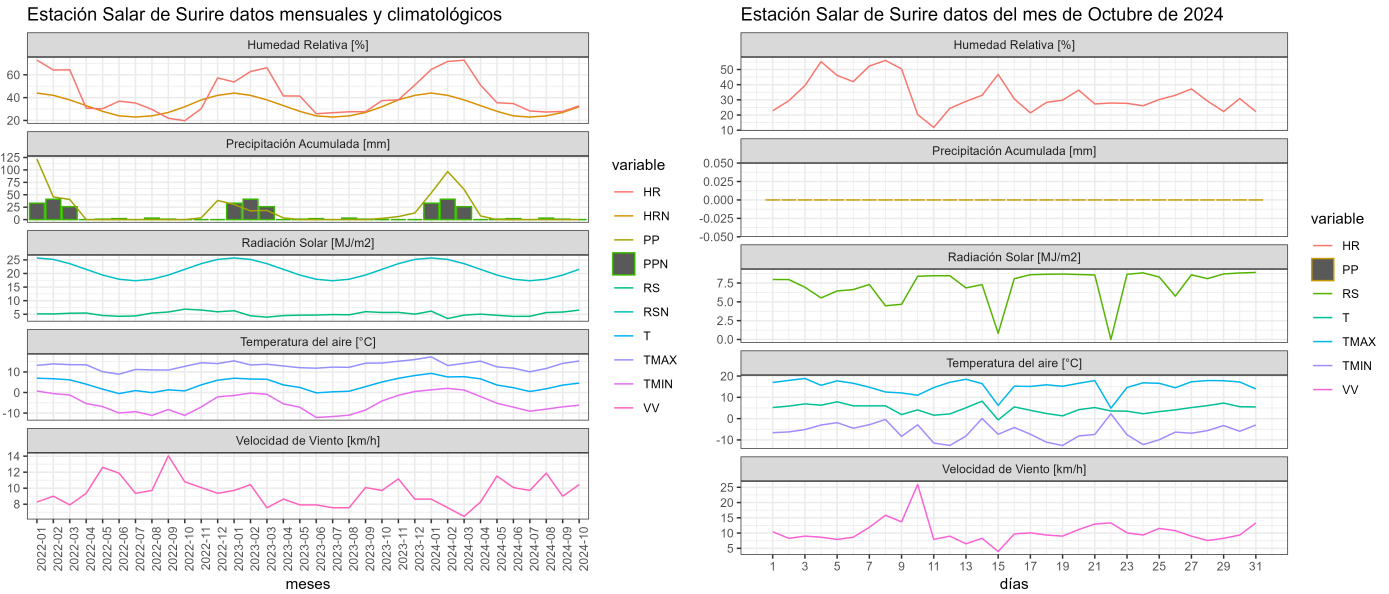 Estación Salar de Surire datos mensuales y climatológicos
Humedad Relativa [%]
60
40
20
Precipitación Acumulada [mm]
125
100
75
50
25
0
Radiación Solar [MJ/m2]
25
20
15
10
5
Temperatura del aire [°C]
10
0
-10
Velocidad de Viento [km/h]
14
12
10
8
2022-01
2022-02
2022-03
2022-04
2022-05
2022-06
2022-07
2022-08
2022-09
2022-10
2022-11
2022-12
2023-01
2023-02
2023-03
2023-04
2023-05
2023-06
2023-07
2023-08
2023-09
2023-10
2023-11
2023-12
2024-01
2024-02
2024-03
2024-04
2024-05
2024-06
2024-07
2024-08
2024-09
2024-10
meses
variable
HR
HRN
PP
PPN
RS
RSN
T
TMAX
TMIN
VV
Estación Salar de Surire datos del mes de Octubre de 2024
Humedad Relativa [%]
50
40
30
20
10
Precipitación Acumulada [mm]
0.050
0.025
0.000
-0.025
-0.050
Radiación Solar [MJ/m2]
7.5
5.0
2.5
0.0
Temperatura del aire [°C]
20
10
0
-10
Velocidad de Viento [km/h]
25
20
15
10
5
1 3 5 7 9 11 13 15 17 19 21 23 25 27 29 31
días
variable
HR
PP
RS
T
TMAX
TMIN
VV